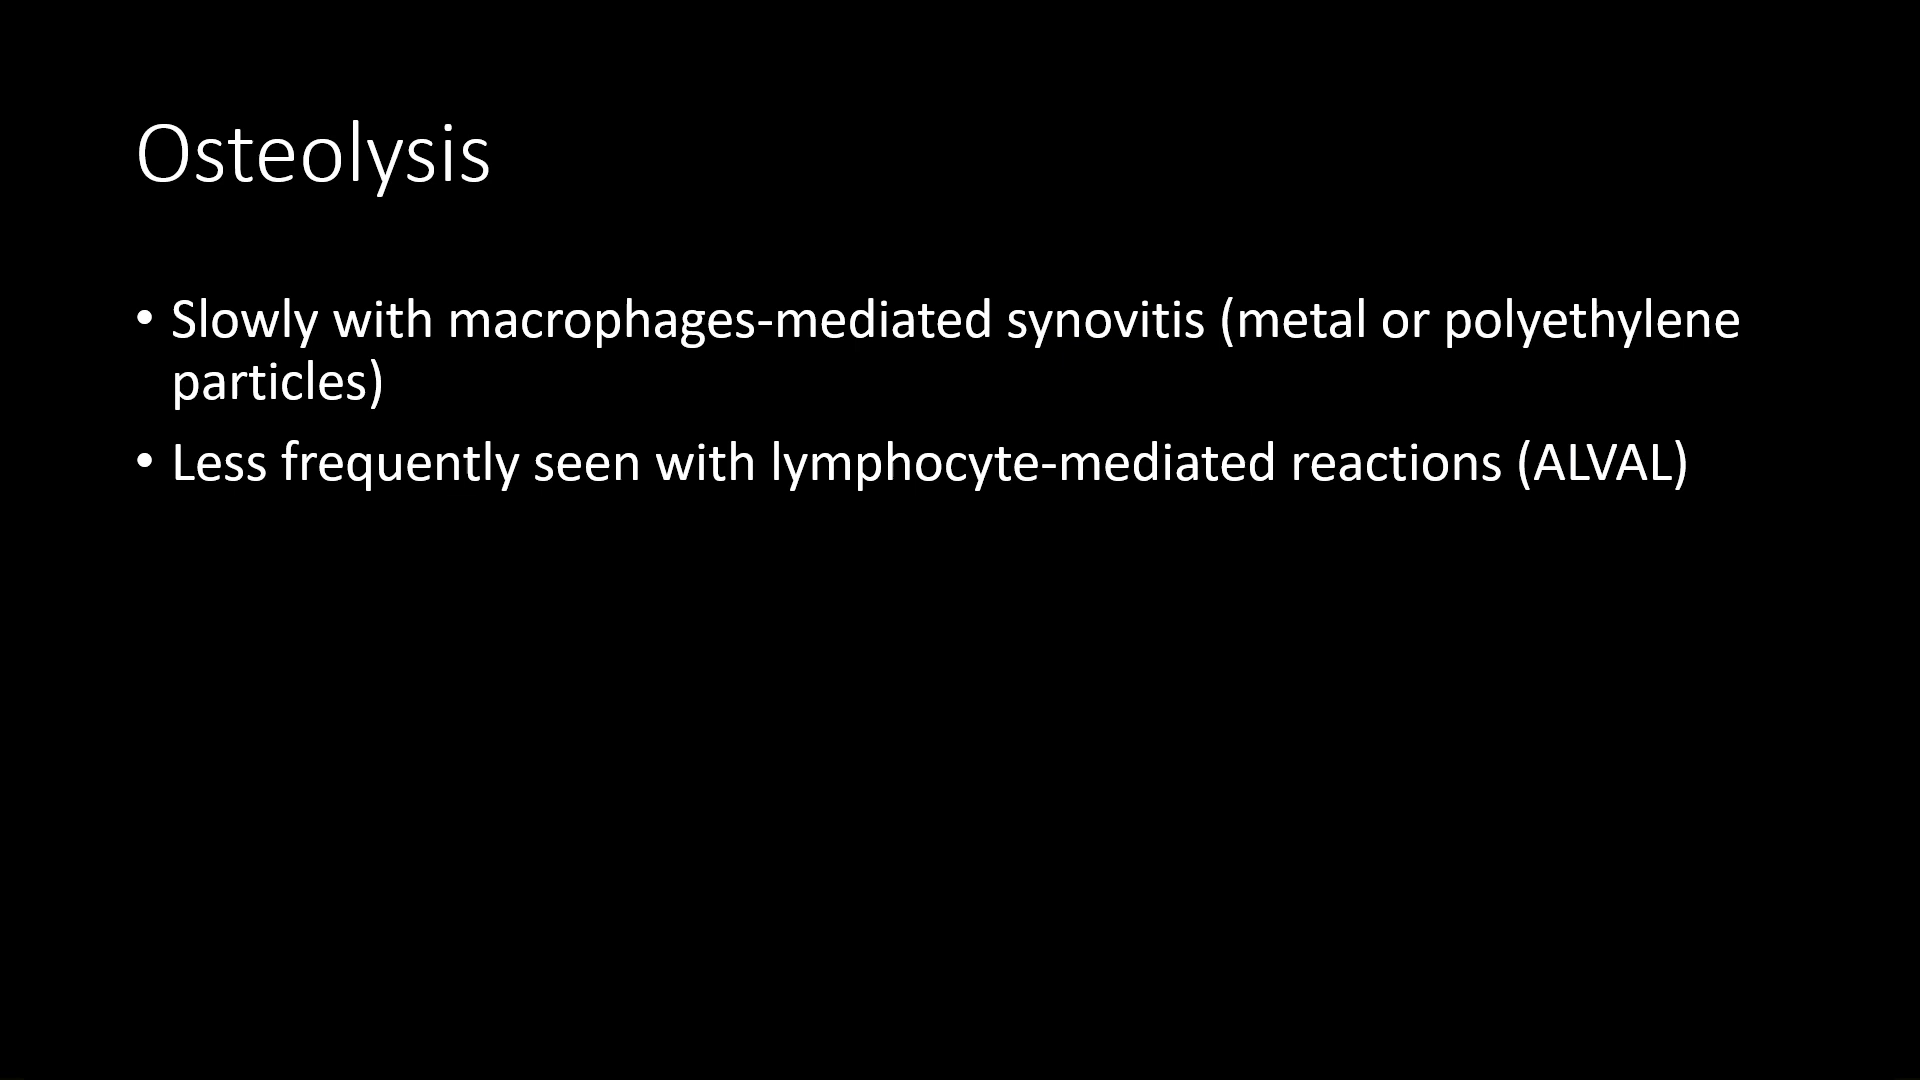 Osteolysis
• Slowly with macrophages-mediated synovitis (metal or polyethylene
particles)
• Less frequently seen with lymphocyte-mediated reactions (ALVAL)